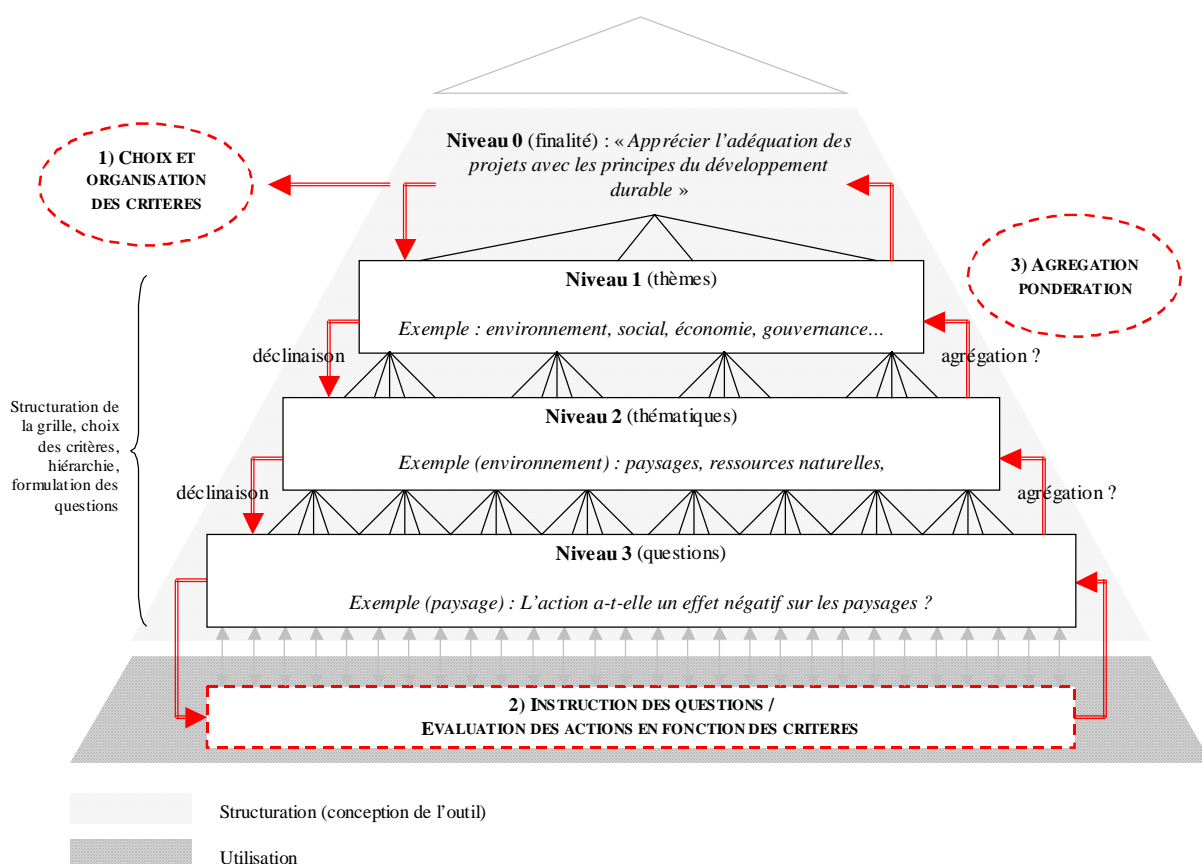 Niveau 0 (finalité) : « Apprécier l’adéquation des
projets avec les principes du développement
durable »
1) CHOIX ET
ORGANISATION
DES CRITERES
3) AGREGATION
PONDERATION
Niveau 1 (thèmes)
Exemple : environnement, social, économie, gouvernance…
déclinaison
agrégation ?
Structuration de
la grille, choix
des critères,
hiérarchie,
formulation des
questions
Niveau 2 (thématiques)
Exemple (environnement) : paysages, ressources naturelles,
déclinaison
agrégation ?
Niveau 3 (questions)
Exemple (paysage) : L’action a-t-elle un effet négatif sur les paysages ?
2) INSTRUCTION DES QUESTIONS /
EVALUATION DES ACTIONS EN FONCTION DES CRITERES
Structuration (conception de l’outil)
Utilisation